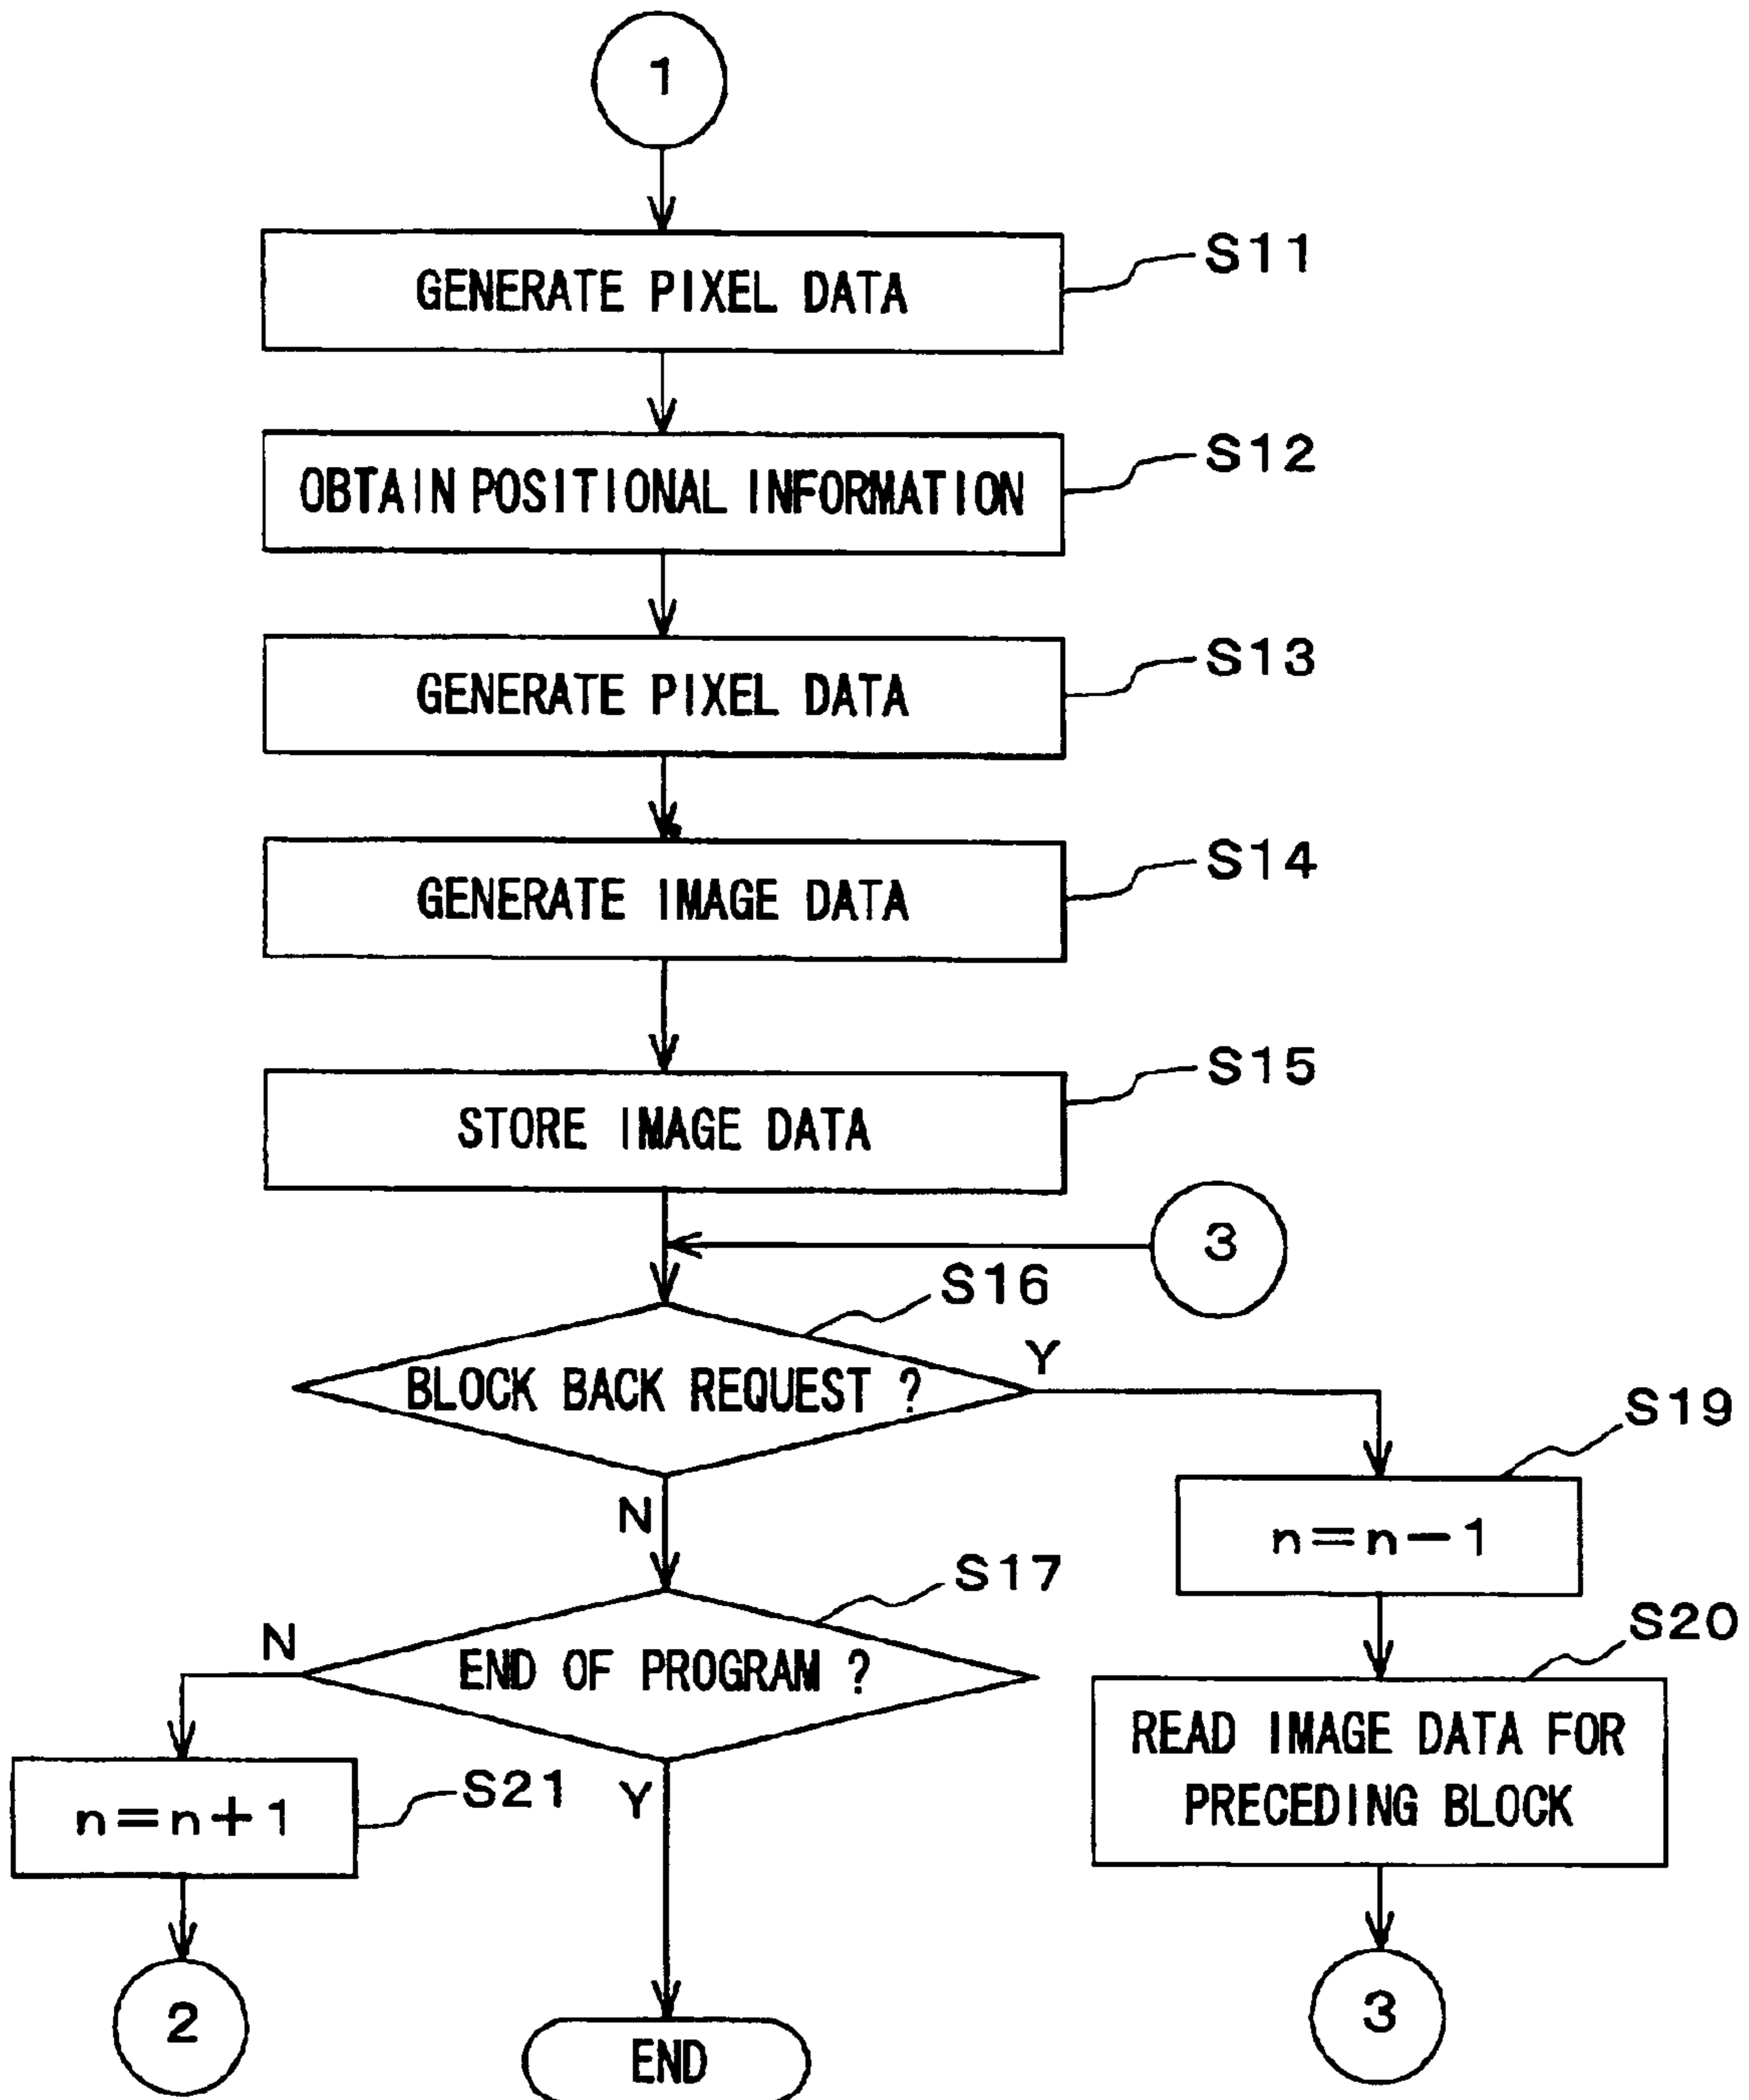 1
GENERATE PIXEL DATA
S11
OBTAIN POSITIONAL INFORMATION
S12
GENERATE PIXEL DATA
S13
GENERATE IMAGE DATA
S14
STORE IMAGE DATA
S15
3
S16
BLOCK BACK REQUEST ?
Y
N
S19
n=n-1
S17
END OF PROGRAM ?
N
Y
S20
READ IMAGE DATA FOR
PRECEDING BLOCK
S21
n=n+1
2
END
3